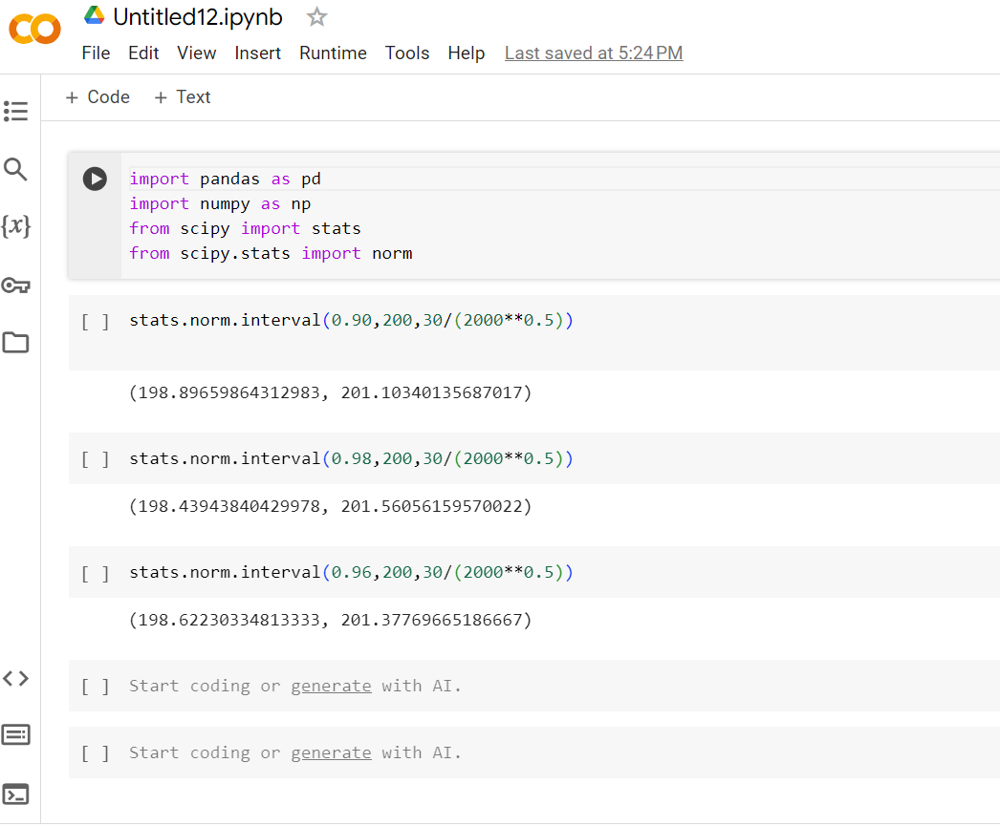 Untitled12.ipynb
File Edit View Insert Runtime Tools Help Last saved at 5:24 PM
+ Code + Text
import pandas as pd
import numpy as np
from scipy import stats
from scipy.stats import norm
[ ] stats.norm.interval(0.90,200,30/(2000**0.5))
(198.89659864312983, 201.10340135687017)
[ ] stats.norm.interval(0.98,200,30/(2000**0.5))
(198.43943840429978, 201.56056159570022)
[ ] stats.norm.interval(0.96,200,30/(2000**0.5))
(198.62230334813333, 201.37769665186667)
[ ] Start coding or generate with AI.
[ ] Start coding or generate with AI.
{x}